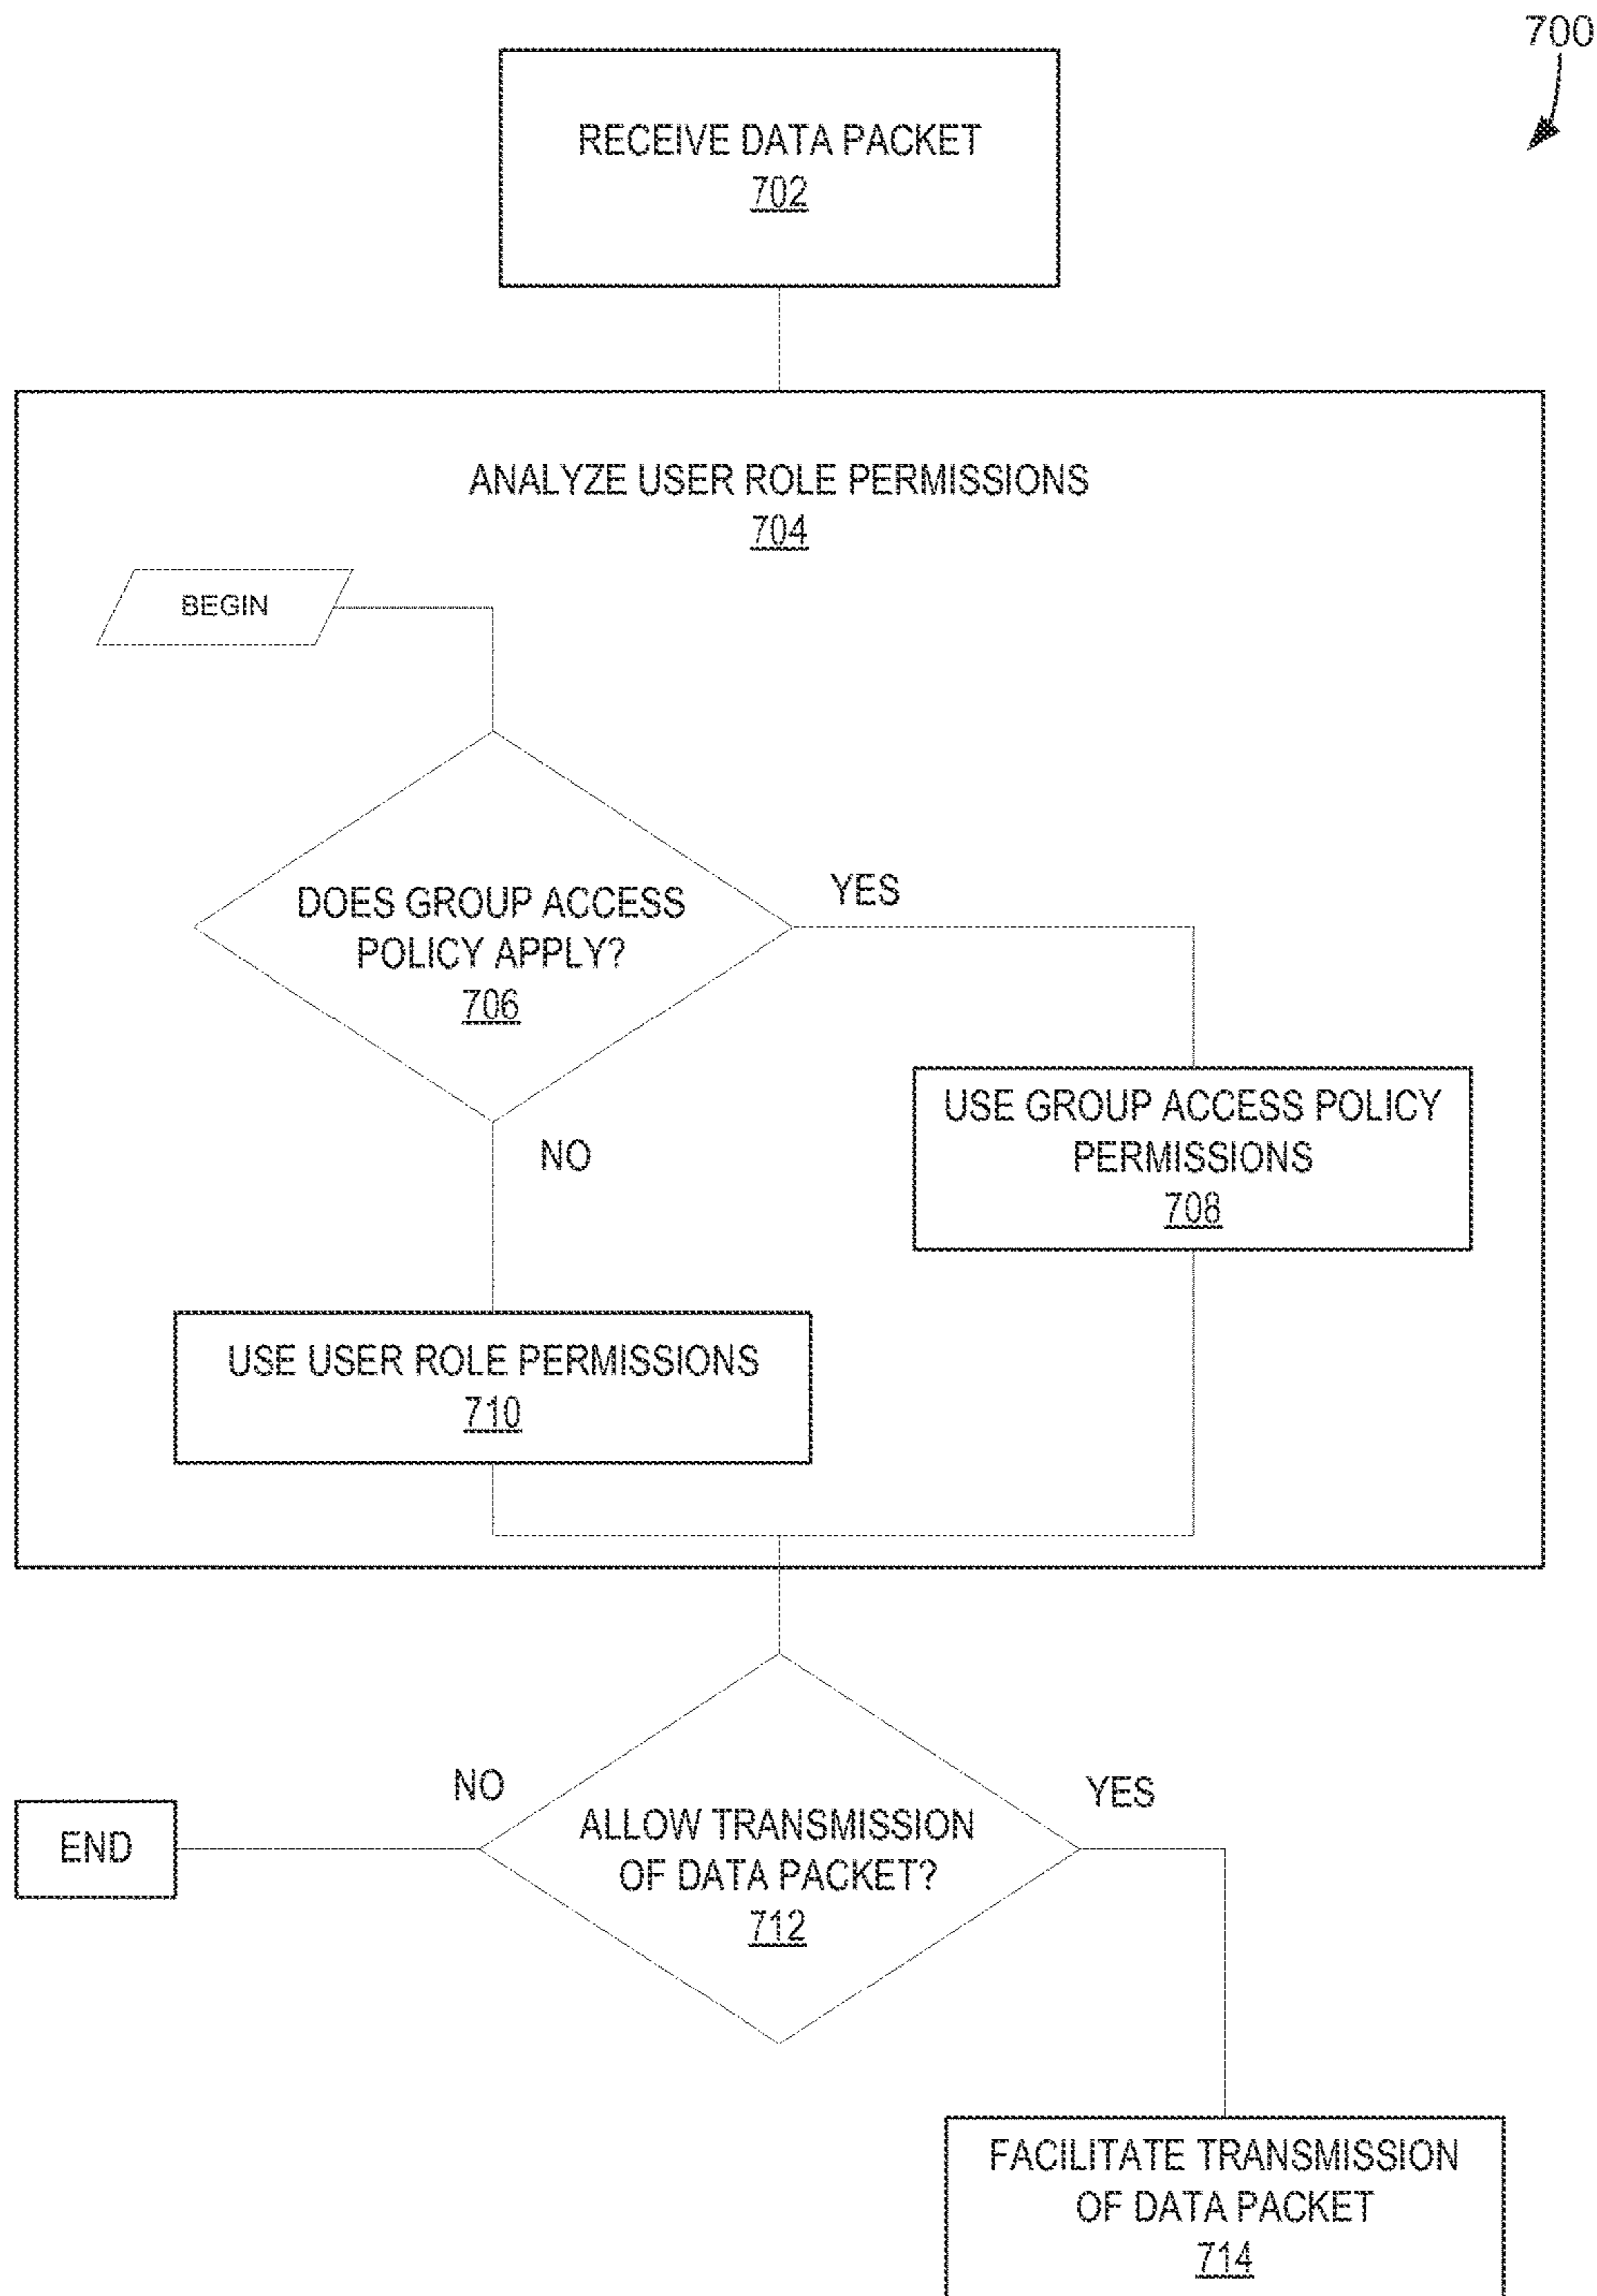 700
RECEIVE DATA PACKET
702
ANALYZE USER ROLE PERMISSIONS
704
BEGIN
DOES GROUP ACCESS
POLICY APPLY?
706
YES
NO
USE GROUP ACCESS POLICY
PERMISSIONS
708
USE USER ROLE PERMISSIONS
710
NO
YES
END
ALLOW TRANSMISSION
OF DATA PACKET?
712
FACILITATE TRANSMISSION
OF DATA PACKET
714